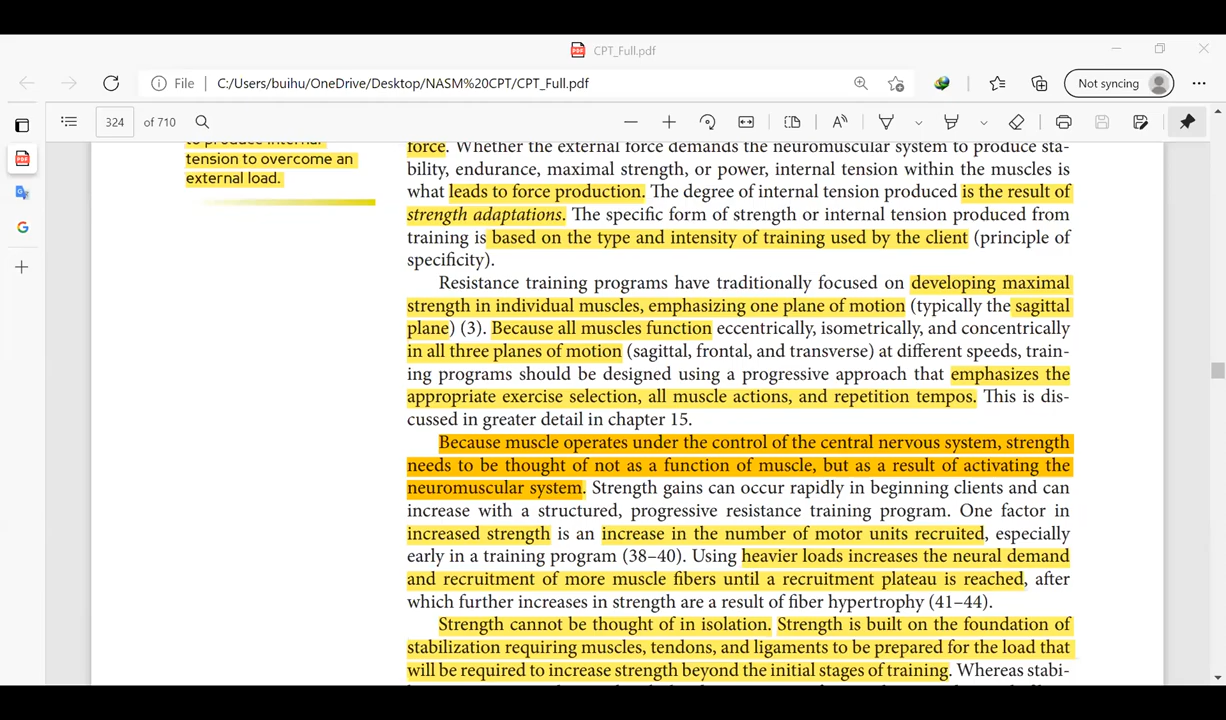 CPT_Full.pdf
File C:/Users/buihu/OneDrive/Desktop/NASM%20CPT/CPT_Full.pdf
Not syncing
324 of 710
tension to overcome an
external load.
force. Whether the external force demands the neuromuscular system to produce sta-
bility, endurance, maximal strength, or power, internal tension within the muscles is
what leads to force production. The degree of internal tension produced is the result of
strength adaptations. The specific form of strength or internal tension produced from
training is based on the type and intensity of training used by the client (principle of
specificity).
Resistance training programs have traditionally focused on developing maximal
strength in individual muscles, emphasizing one plane of motion (typically the sagittal
plane) (3). Because all muscles function eccentrically, isometrically, and concentrically
in all three planes of motion (sagittal, frontal, and transverse) at different speeds, train-
ing programs should be designed using a progressive approach that emphasizes the
appropriate exercise selection, all muscle actions, and repetition tempos. This is dis-
cussed in greater detail in chapter 15.
Because muscle operates under the control of the central nervous system, strength
needs to be thought of not as a function of muscle, but as a result of activating the
neuromuscular system. Strength gains can occur rapidly in beginning clients and can
increase with a structured, progressive resistance training program. One factor in
increased strength is an increase in the number of motor units recruited, especially
early in a training program (38–40). Using heavier loads increases the neural demand
and recruitment of more muscle fibers until a recruitment plateau is reached, after
which further increases in strength are a result of fiber hypertrophy (41–44).
Strength cannot be thought of in isolation. Strength is built on the foundation of
stabilization requiring muscles, tendons, and ligaments to be prepared for the load that
will be required to increase strength beyond the initial stages of training. Whereas stabi-